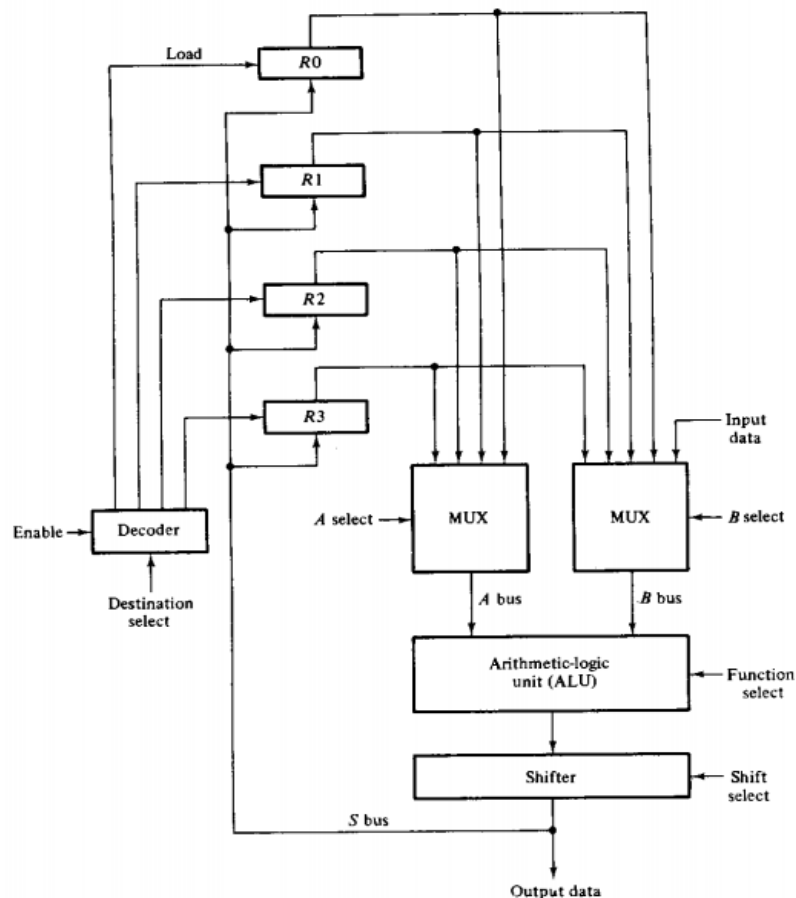 Load
R0
R1
R2
R3
Input
data
Enable
Decoder
A select
MUX
MUX
B select
Destination
select
A bus
B bus
Arithmetic-logic
unit (ALU)
Function
select
Shifter
Shift
select
S bus
Output data